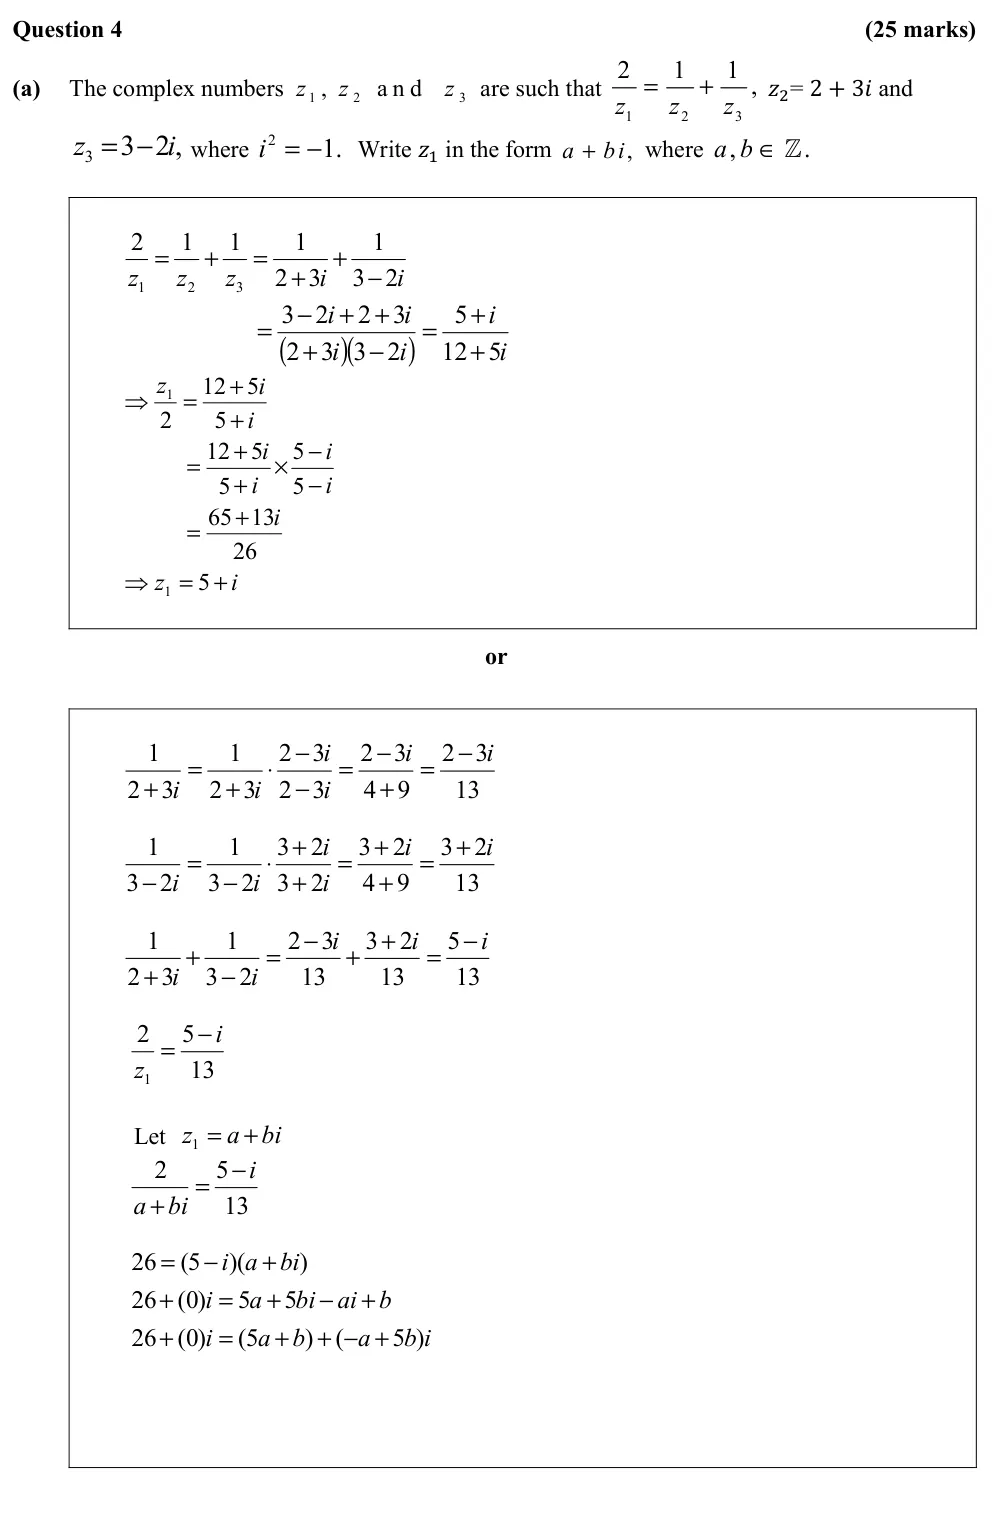 Question 4 (25 marks)
(a) The complex numbers z₁, z₂ and z₃ are such that 2/z₁ = 1/z₂ + 1/z₃, z₂= 2 + 3i and
z₃ = 3 − 2i, where i² = −1. Write z₁ in the form a + bi, where a, b ∈ ℤ.
2/z₁ = 1/z₂ + 1/z₃ = 1/(2 + 3i) + 1/(3 − 2i)
= (3 − 2i + 2 + 3i)/((2 + 3i)(3 − 2i)) = (5 + i)/(12 + 5i)
⇒ z₁/2 = (12 + 5i)/(5 + i)
= (12 + 5i)/(5 + i) × (5 − i)/(5 − i)
= (65 + 13i)/26
⇒ z₁ = 5 + i
or
1/(2 + 3i) = 1/(2 + 3i) · (2 − 3i)/(2 − 3i) = (2 − 3i)/(4 + 9) = (2 − 3i)/13
1/(3 − 2i) = 1/(3 − 2i) · (3 + 2i)/(3 + 2i) = (3 + 2i)/(4 + 9) = (3 + 2i)/13
1/(2 + 3i) + 1/(3 − 2i) = (2 − 3i)/13 + (3 + 2i)/13 = (5 − i)/13
2/z₁ = (5 − i)/13
Let z₁ = a + bi
2/(a + bi) = (5 − i)/13
26 = (5 − i)(a + bi)
26 + (0)i = 5a + 5bi − ai + b
26 + (0)i = (5a + b) + (−a + 5b)i